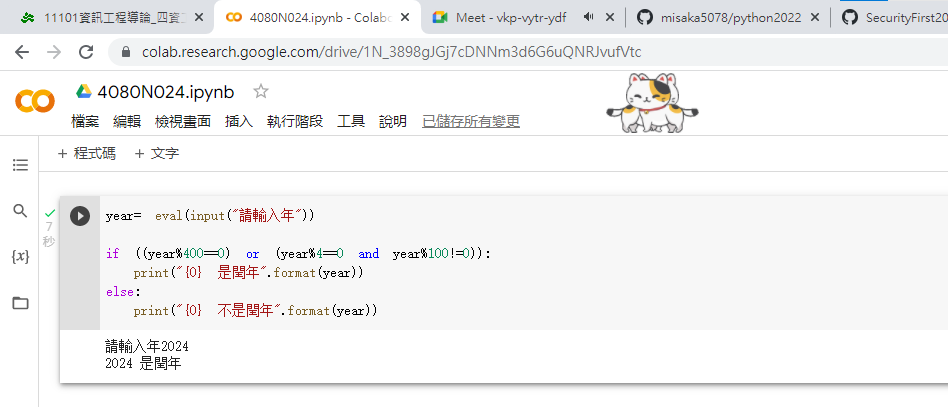 11101資訊工程導論_四資工
4080N024.ipynb - Colabo
Meet - vkp-vytr-ydf
misaka5078/python2022
SecurityFirst20
colab.research.google.com/drive/1N_3898gJGj7cDNNm3d6G6uQNRJvufVtc
4080N024.ipynb
檔案 編輯 檢視畫面 插入 執行階段 工具 說明 已儲存所有變更
+ 程式碼 + 文字
7
秒
{x}
year=  eval(input("請輸入年"))
if  ((year%400==0)  or  (year%4==0  and  year%100!=0)):
    print("{0}  是閏年".format(year))
else:
    print("{0}  不是閏年".format(year))
請輸入年2024
2024 是閏年